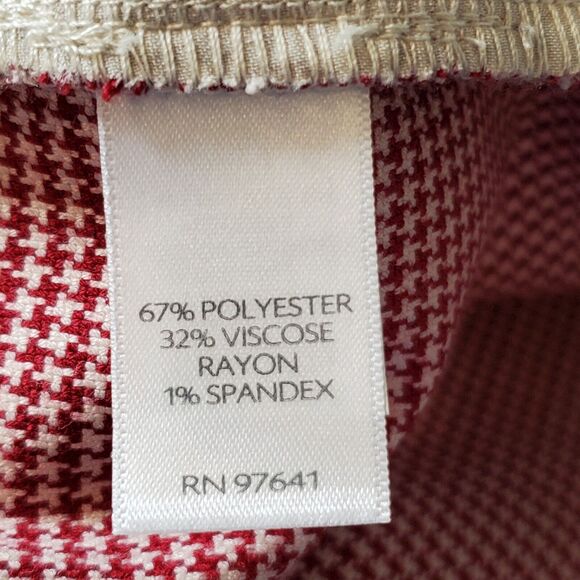 67% POLYESTER
32% VISCOSE
RAYON
1% SPANDEX
RN 97641